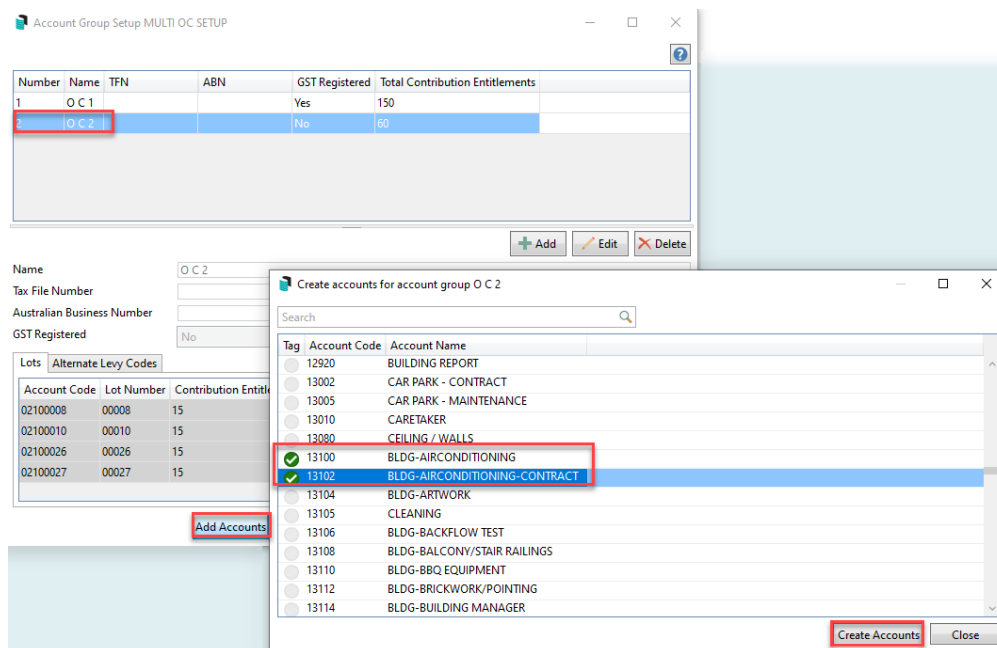 Account Group Setup MULTI OC SETUP
Number Name TFN ABN GST Registered Total Contribution Entitlements
1 O C 1 Yes 150
2 O C 2 No 60
Add Edit Delete
Name O C 2
Tax File Number
Australian Business Number
GST Registered No
Lots Alternate Levy Codes
Account Code Lot Number Contribution Entitle
02100008 00008 15
02100010 00010 15
02100026 00026 15
02100027 00027 15
Add Accounts
Create accounts for account group O C 2
Search
Tag Account Code Account Name
12920 BUILDING REPORT
13002 CAR PARK - CONTRACT
13005 CAR PARK - MAINTENANCE
13010 CARETAKER
13080 CEILING / WALLS
13100 BLDG-AIRCONDITIONING
13102 BLDG-AIRCONDITIONING-CONTRACT
13104 BLDG-ARTWORK
13105 CLEANING
13106 BLDG-BACKFLOW TEST
13108 BLDG-BALCONY/STAIR RAILINGS
13110 BLDG-BBQ EQUIPMENT
13112 BLDG-BRICKWORK/POINTING
13114 BLDG-BUILDING MANAGER
Create Accounts Close